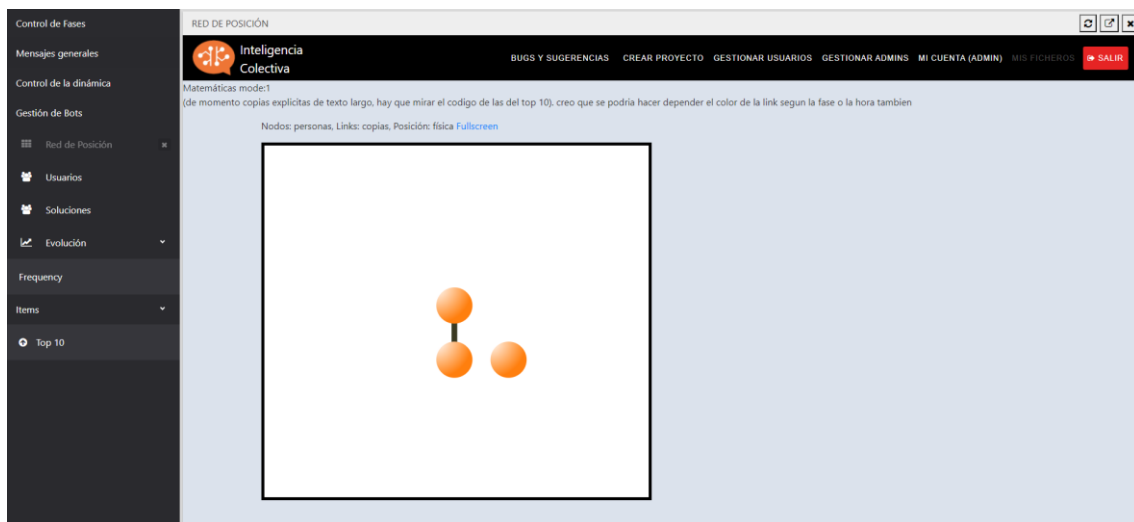 Control de Fases
Mensajes generales
Control de la dinámica
Gestión de Bots
Red de Posición
Usuarios
Soluciones
Evolución
Frequency
Items
Top 10
RED DE POSICIÓN
Inteligencia
Colectiva
BUGS Y SUGERENCIAS CREAR PROYECTO GESTIONAR USUARIOS GESTIONAR ADMINS MI CUENTA (ADMIN) MIS FICHEROS SALIR
Matemáticas mode:1
(de momento copias explicitas de texto largo, hay que mirar el codigo de las del top 10). creo que se podria hacer depender el color de la link segun la fase o la hora tambien
Nodos: personas, Links: copias, Posición: física Fullscreen